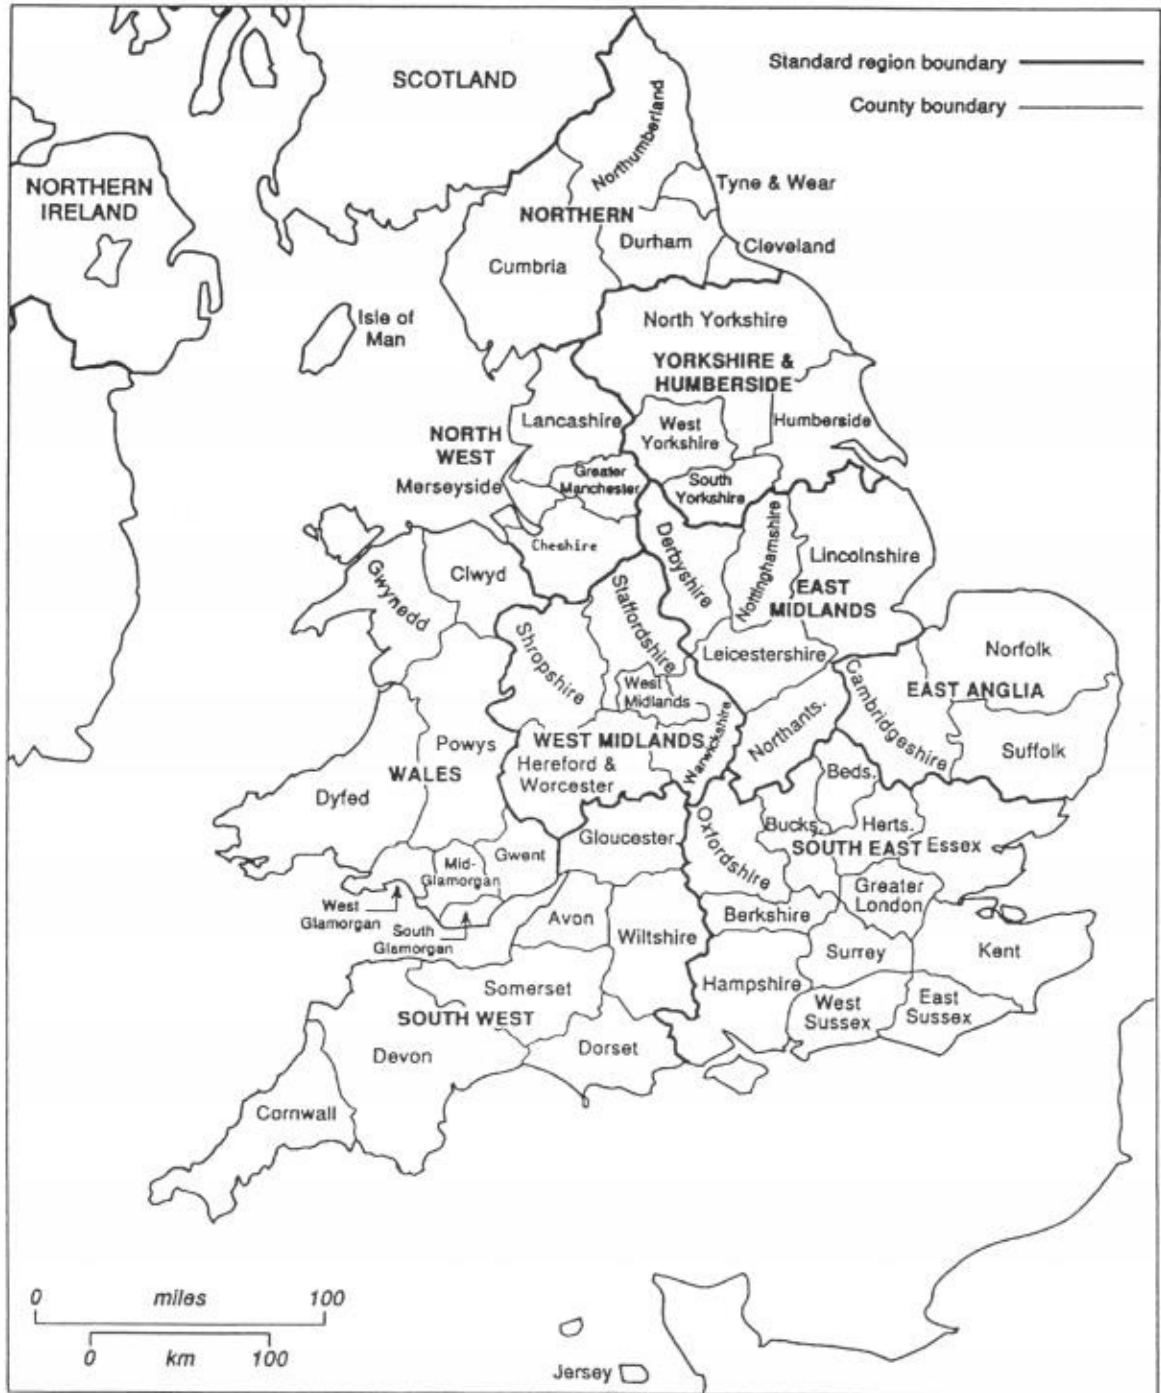 Standard region boundary
County boundary
SCOTLAND
NORTHERN
IRELAND
Northumberland
Tyne & Wear
NORTHERN
Durham
Cleveland
Cumbria
Isle of
Man
North Yorkshire
YORKSHIRE &
HUMBERSIDE
Lancashire
West
Yorkshire
Humberside
NORTH
WEST
Greater
Manchester
South
Yorkshire
Merseyside
Cheshire
Derbyshire
Nottinghamshire
Lincolnshire
EAST
MIDLANDS
Gwynedd
Clwyd
Shropshire
Staffordshire
Leicestershire
Norfolk
EAST ANGLIA
Cambridgeshire
Suffolk
West
Midlands
Warwickshire
Northants.
WEST MIDLANDS
Hereford &
Worcester
Powys
WALES
Dyfed
Beds.
Bucks.
Herts.
Essex
SOUTH EAST
Oxfordshire
Gloucester
Gwent
Mid-
Glamorgan
West
Glamorgan
South
Glamorgan
Avon
Wiltshire
Berkshire
Greater
London
Surrey
Kent
Hampshire
West
Sussex
East
Sussex
Somerset
SOUTH WEST
Devon
Dorset
Cornwall
0 miles 100
0 km 100
Jersey